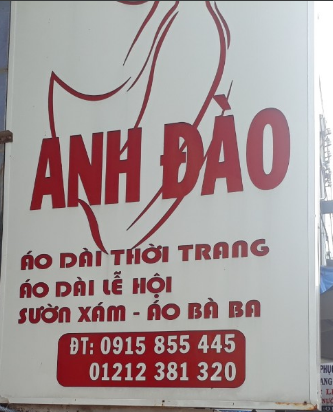 ANH ĐÀO
ÁO DÀI THỜI TRANG
ÁO DÀI LỄ HỘI
SƯỜN XÁM - ÁO BÀ BA
ĐT: 0915 855 445
01212 381 320